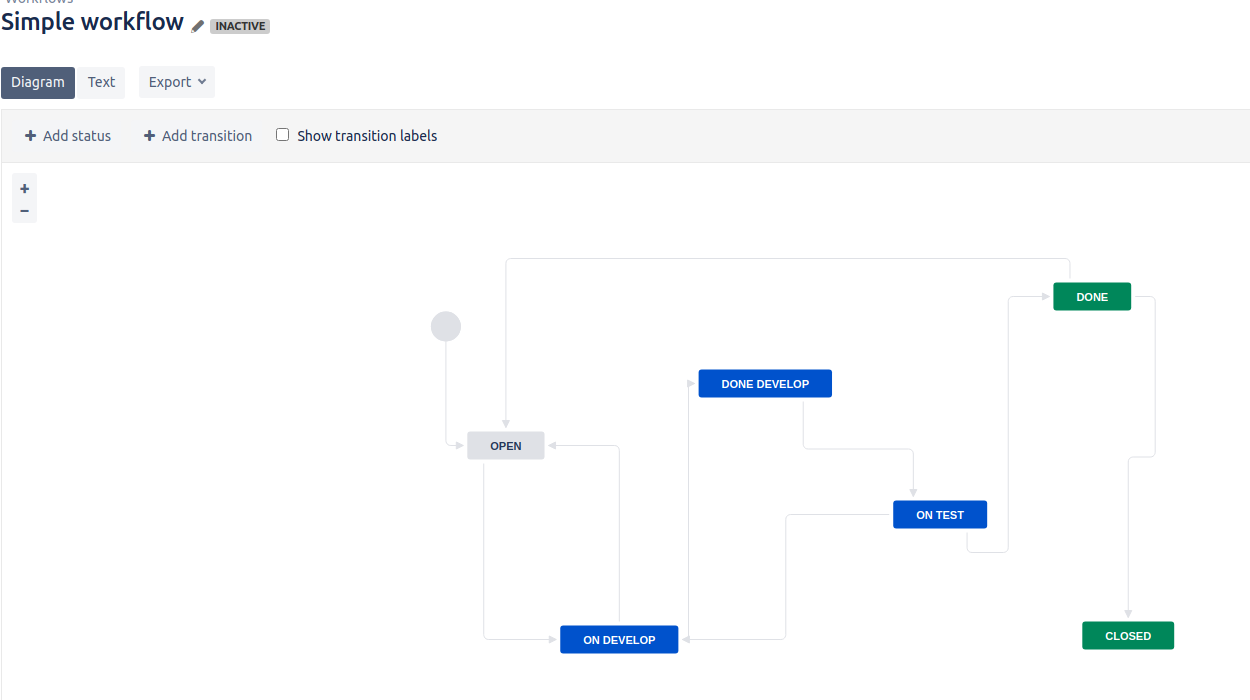 Workflows
Simple workflow INACTIVE
Diagram Text Export
+ Add status + Add transition Show transition labels
+
−
DONE
DONE DEVELOP
OPEN
ON TEST
ON DEVELOP
CLOSED